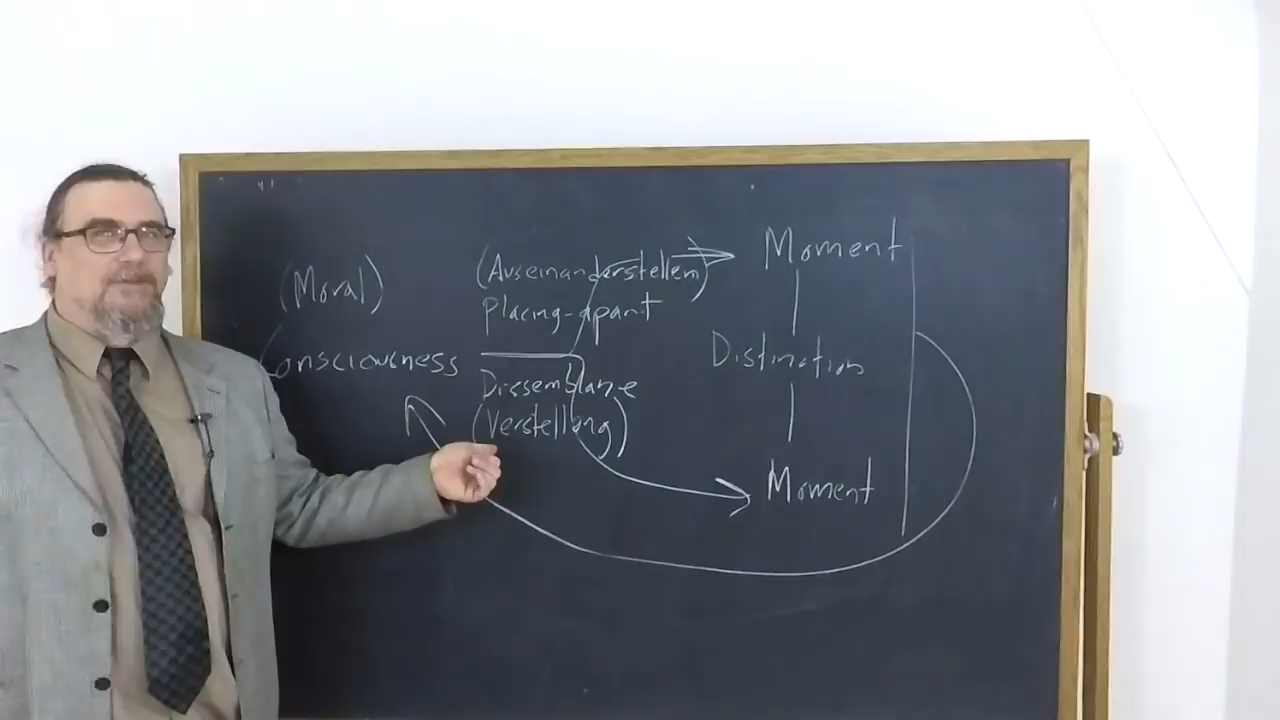 (Moral)
Consciousness
(Auseinanderstellen)
placing-apart
Dissemblance
(Verstellung)
Moment
Distinction
Moment